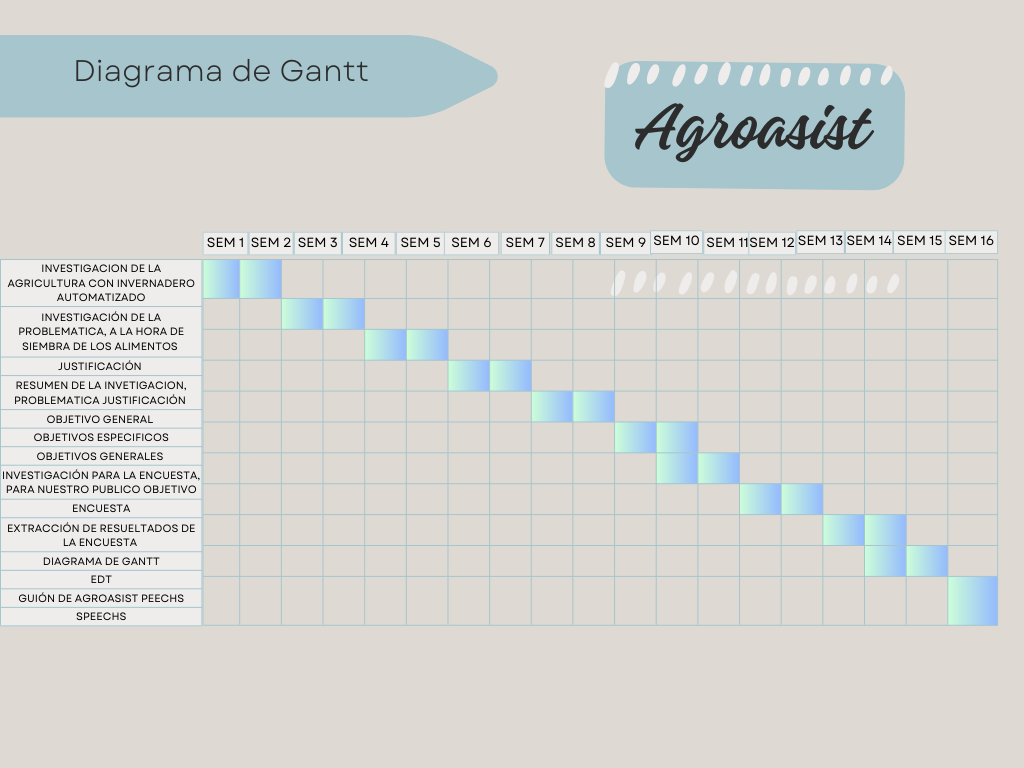 Diagrama de Gantt
Agroasist
SEM 1 SEM 2 SEM 3 SEM 4 SEM 5 SEM 6 SEM 7 SEM 8 SEM 9 SEM 10 SEM 11 SEM 12 SEM 13 SEM 14 SEM 15 SEM 16
INVESTIGACION DE LA
AGRICULTURA CON INVERNADERO
AUTOMATIZADO
INVESTIGACIÓN DE LA
PROBLEMATICA, A LA HORA DE
SIEMBRA DE LOS ALIMENTOS
JUSTIFICACIÓN
RESUMEN DE LA INVETIGACION,
PROBLEMATICA JUSTIFICACIÓN
OBJETIVO GENERAL
OBJETIVOS ESPECIFICOS
OBJETIVOS GENERALES
INVESTIGACIÓN PARA LA ENCUESTA,
PARA NUESTRO PUBLICO OBJETIVO
ENCUESTA
EXTRACCIÓN DE RESUELTADOS DE
LA ENCUESTA
DIAGRAMA DE GANTT
EDT
GUIÓN DE AGROASIST PEECHS
SPEECHS